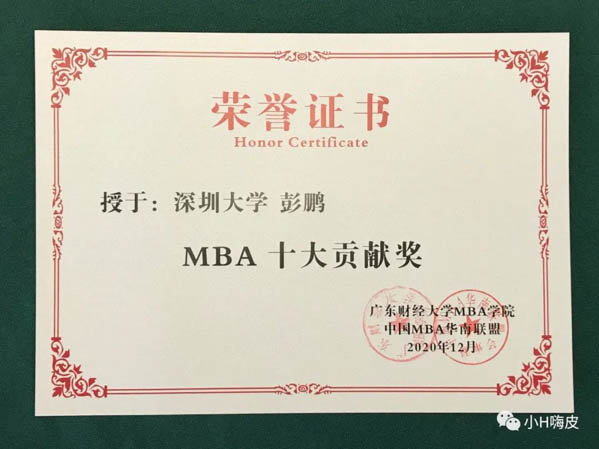 荣誉证书
Honor Certificate
授于：深圳大学 彭鹏
MBA 十大贡献奖
广东财经大学MBA学院
中国MBA华南联盟
2020年12月
小H嗨皮